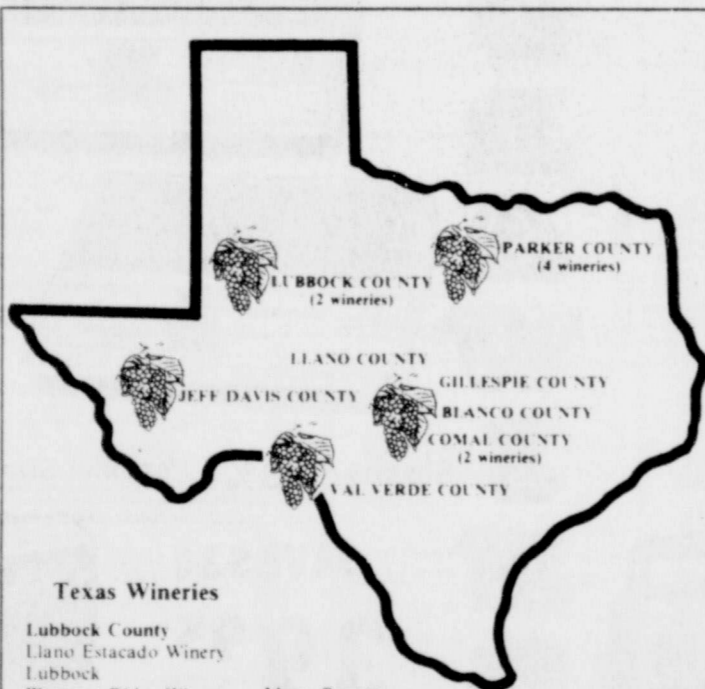 PARKER COUNTY
(4 wineries)
LUBBOCK COUNTY
(2 wineries)
LLANO COUNTY
GILLESPIE COUNTY
JEFF DAVIS COUNTY
BLANCO COUNTY
COMAL COUNTY
(2 wineries)
VAL VERDE COUNTY
Texas Wineries
Lubbock County
Llano Estacado Winery
Lubbock